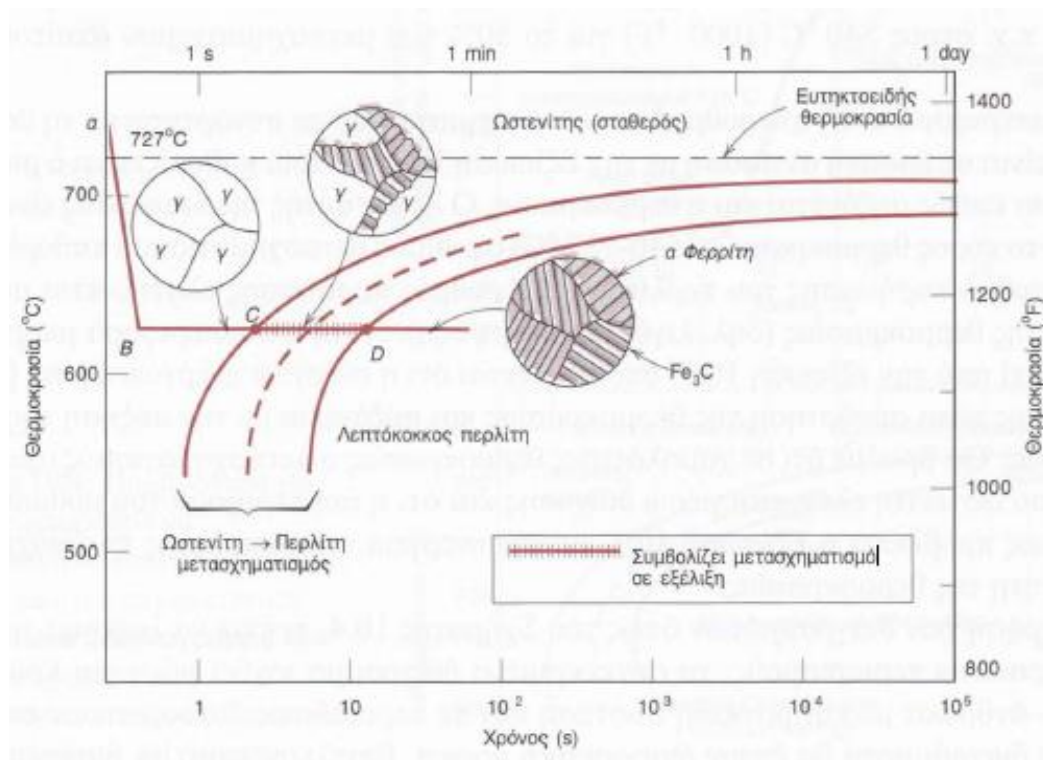 1 s
1 min
1 h
1 day
1400
Ευτηκτοειδής
θερμοκρασία
Ωστενίτης (σταθερός)
a
727°C
γ
γ
γ
γ
γ
γ
γ
700
α Φερρίτη
1200
C
B
D
Fe₃C
600
Θερμοκρασία (°C)
Θερμοκρασία (°F)
Λεπτόκοκκος περλίτη
1000
Ωστενίτη → Περλίτη
μετασχηματισμός
500
Συμβολίζει μετασχηματισμό
σε εξέλιξη
800
1
10
10²
10³
10⁴
10⁵
Χρόνος (s)